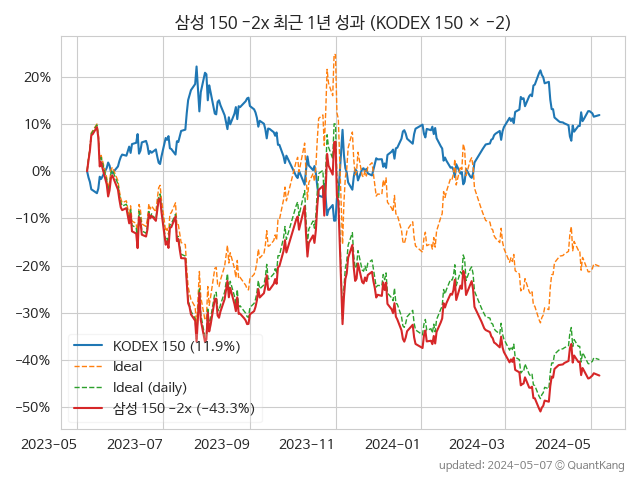 삼성 150 −2x 최근 1년 성과 (KODEX 150 × −2)
20%
10%
0%
−10%
−20%
−30%
−40%
−50%
KODEX 150 (11.9%)
Ideal
Ideal (daily)
삼성 150 −2x (−43.3%)
2023−05
2023−07
2023−09
2023−11
2024−01
2024−03
2024−05
updated: 2024−05−07 © QuantKang